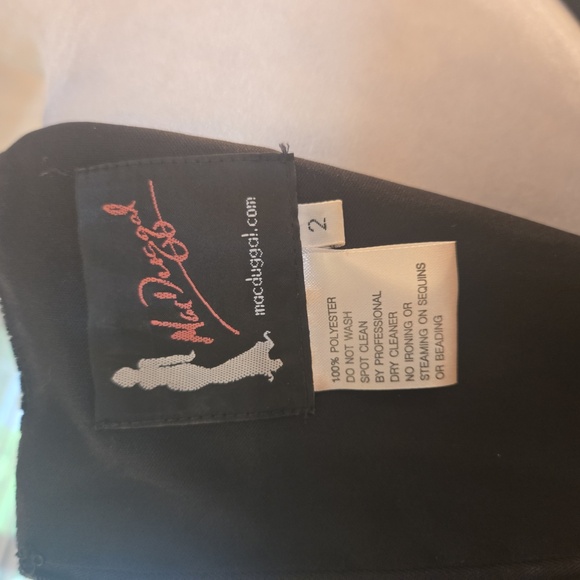 Mac Duggal
macduggal.com
2
100% POLYESTER
DO NOT WASH
SPOT CLEAN
BY PROFESSIONAL
DRY CLEANER
NO IRONING OR
STEAMING ON SEQUINS
OR BEADING